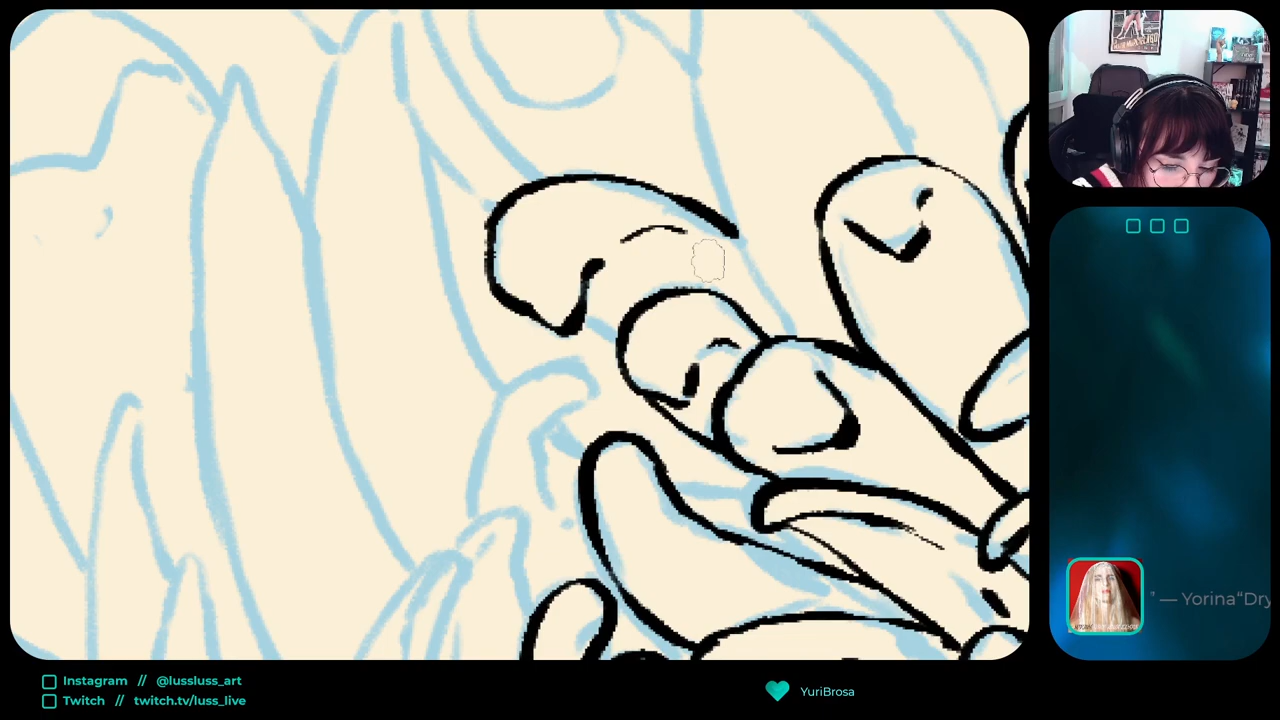 Instagram // @lussluss_art
Twitch // twitch.tv/luss_live
YuriBrosa
" — Yorina“Dry